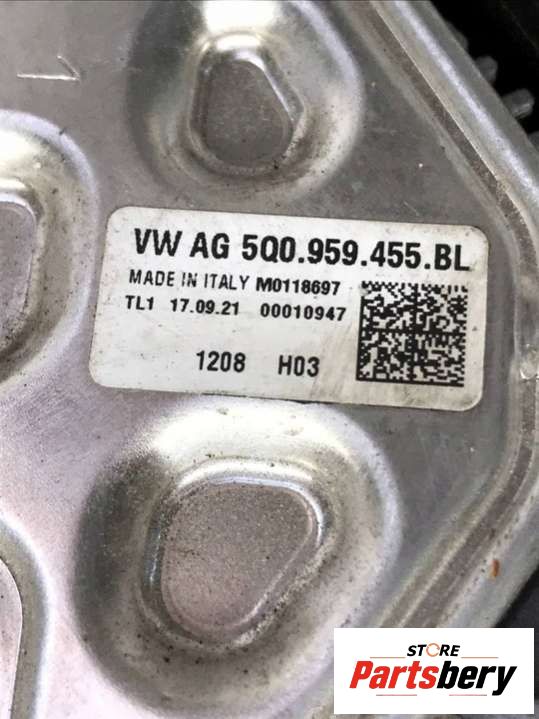 VW AG 5Q0.959.455.BL
MADE IN ITALY M0118697
TL1 17.09.21 00010947
1208 H03
STORE
Partsbery